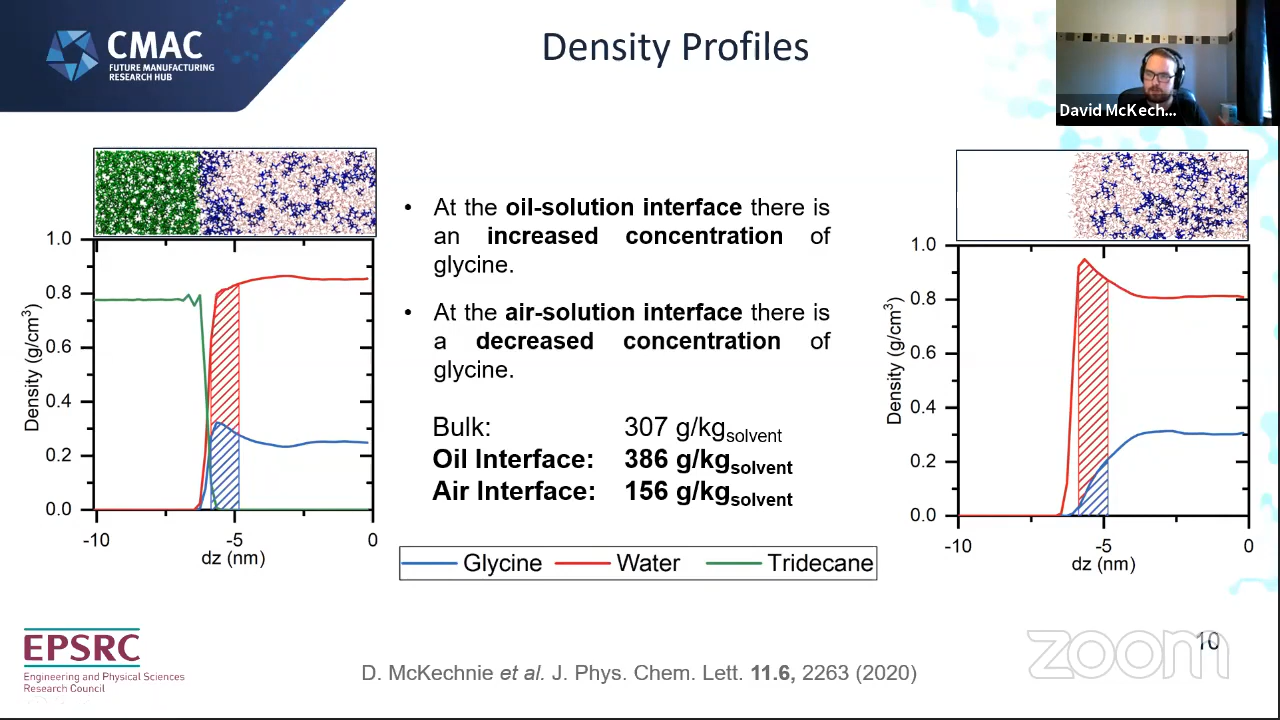 CMAC
FUTURE MANUFACTURING
RESEARCH HUB
Density Profiles
David McKech...
• At the oil-solution interface there is
an increased concentration of
glycine.
• At the air-solution interface there is
a decreased concentration of
glycine.
Bulk: 307 g/kgsolvent
Oil Interface: 386 g/kgsolvent
Air Interface: 156 g/kgsolvent
Glycine Water Tridecane
Density (g/cm3)
1.0
0.8
0.6
0.4
0.2
0.0
-10 -5 0
dz (nm)
Density (g/cm3)
1.0
0.8
0.6
0.4
0.2
0.0
-10 -5 0
dz (nm)
EPSRC
Engineering and Physical Sciences
Research Council
D. McKechnie et al. J. Phys. Chem. Lett. 11.6, 2263 (2020)
10
zoom